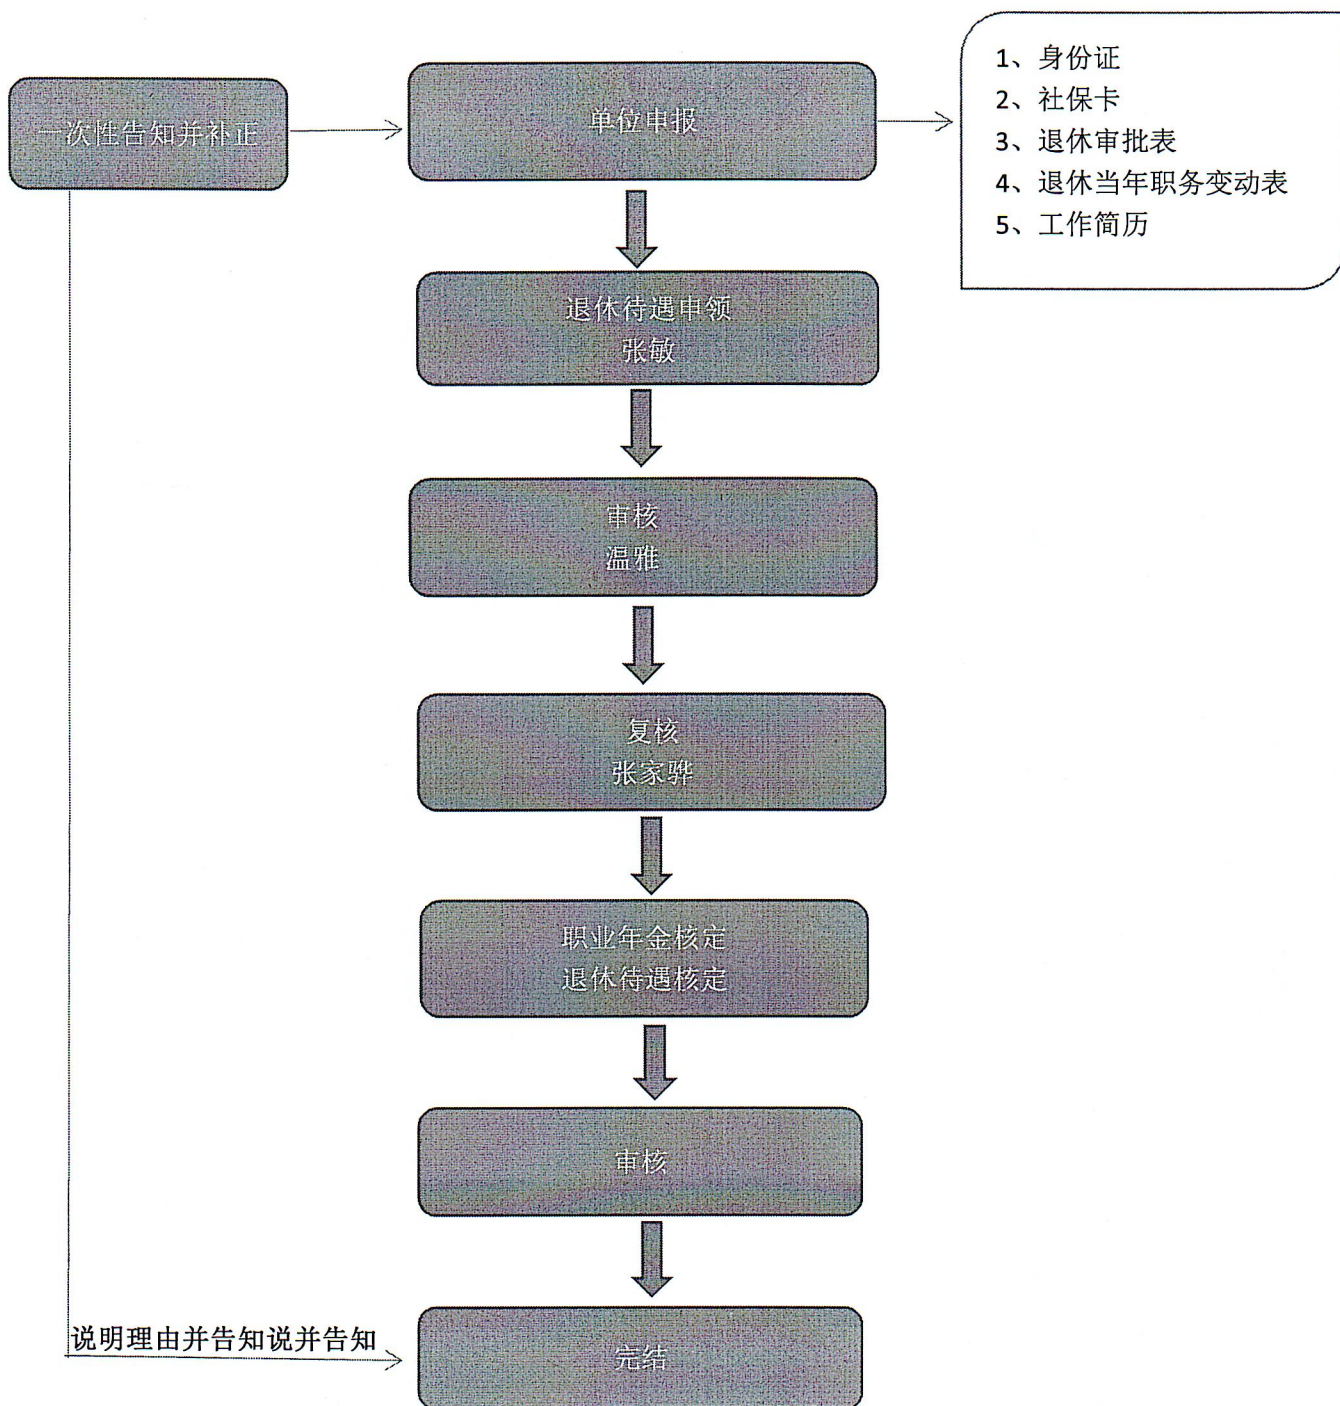 一次性告知并补正
单位申报
1、身份证
2、社保卡
3、退休审批表
4、退休当年职务变动表
5、工作简历
退休待遇申领
张敏
审核
温雅
复核
张家骅
职业年金核定
退休待遇核定
审核
说明理由并告知说并告知
完结